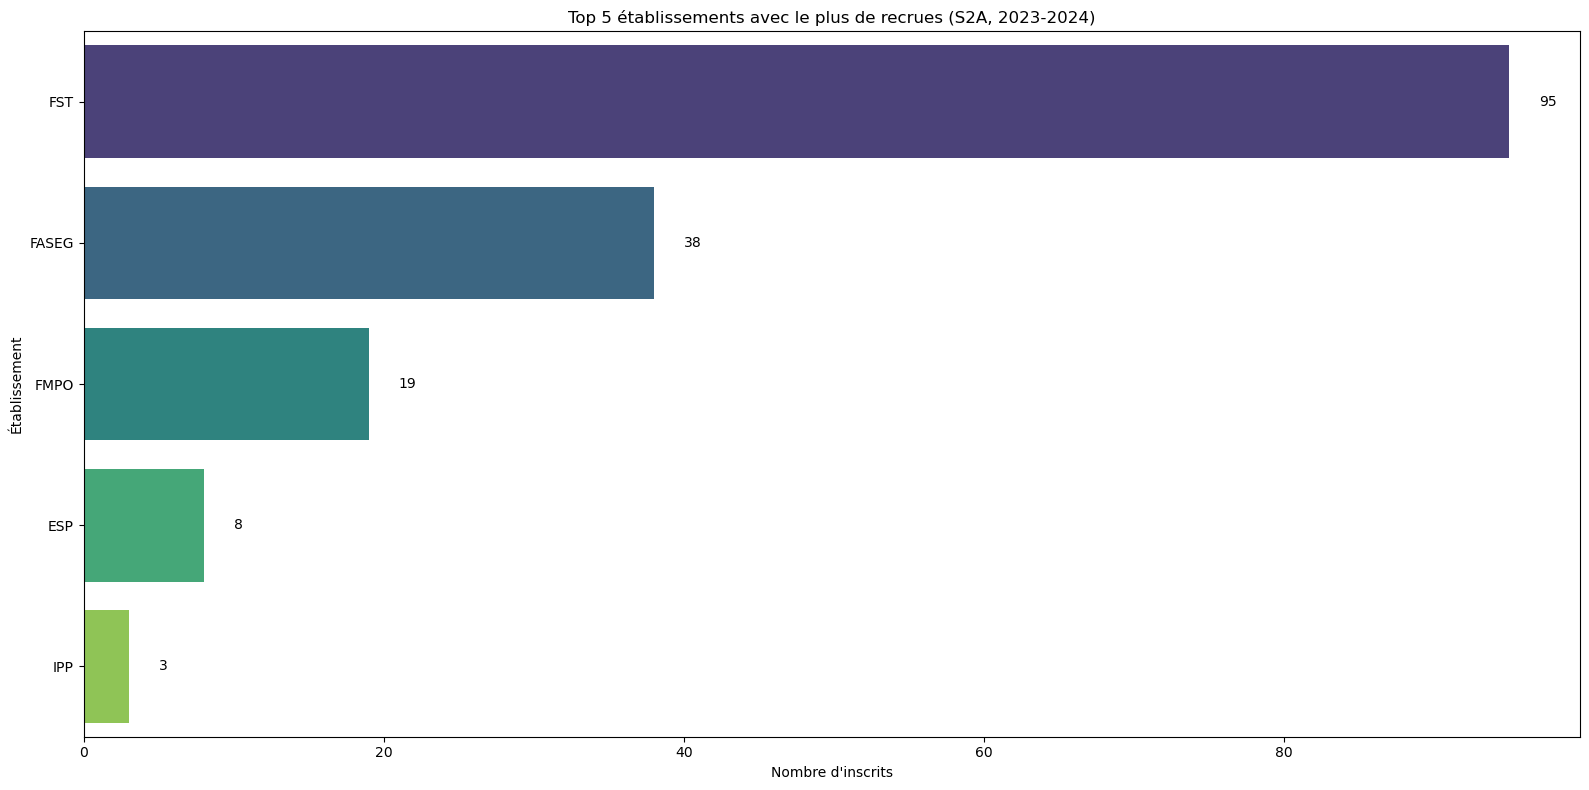 Top 5 établissements avec le plus de recrues (S2A, 2023-2024)
Établissement
FST
95
FASEG
38
FMPO
19
ESP
8
IPP
3
0 20 40 60 80
Nombre d'inscrits